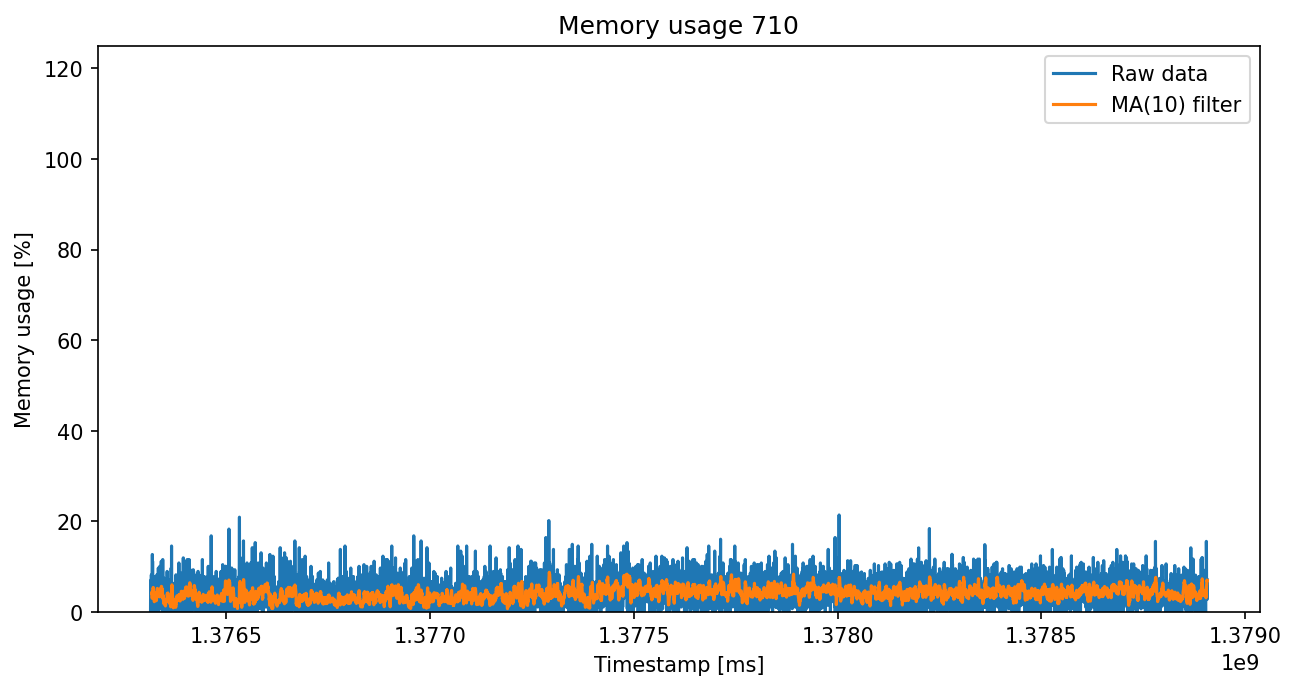 Memory usage 710
Raw data
MA(10) filter
Memory usage [%]
120
100
80
60
40
20
0
1.3765 1.3770 1.3775 1.3780 1.3785 1.3790
1e9
Timestamp [ms]